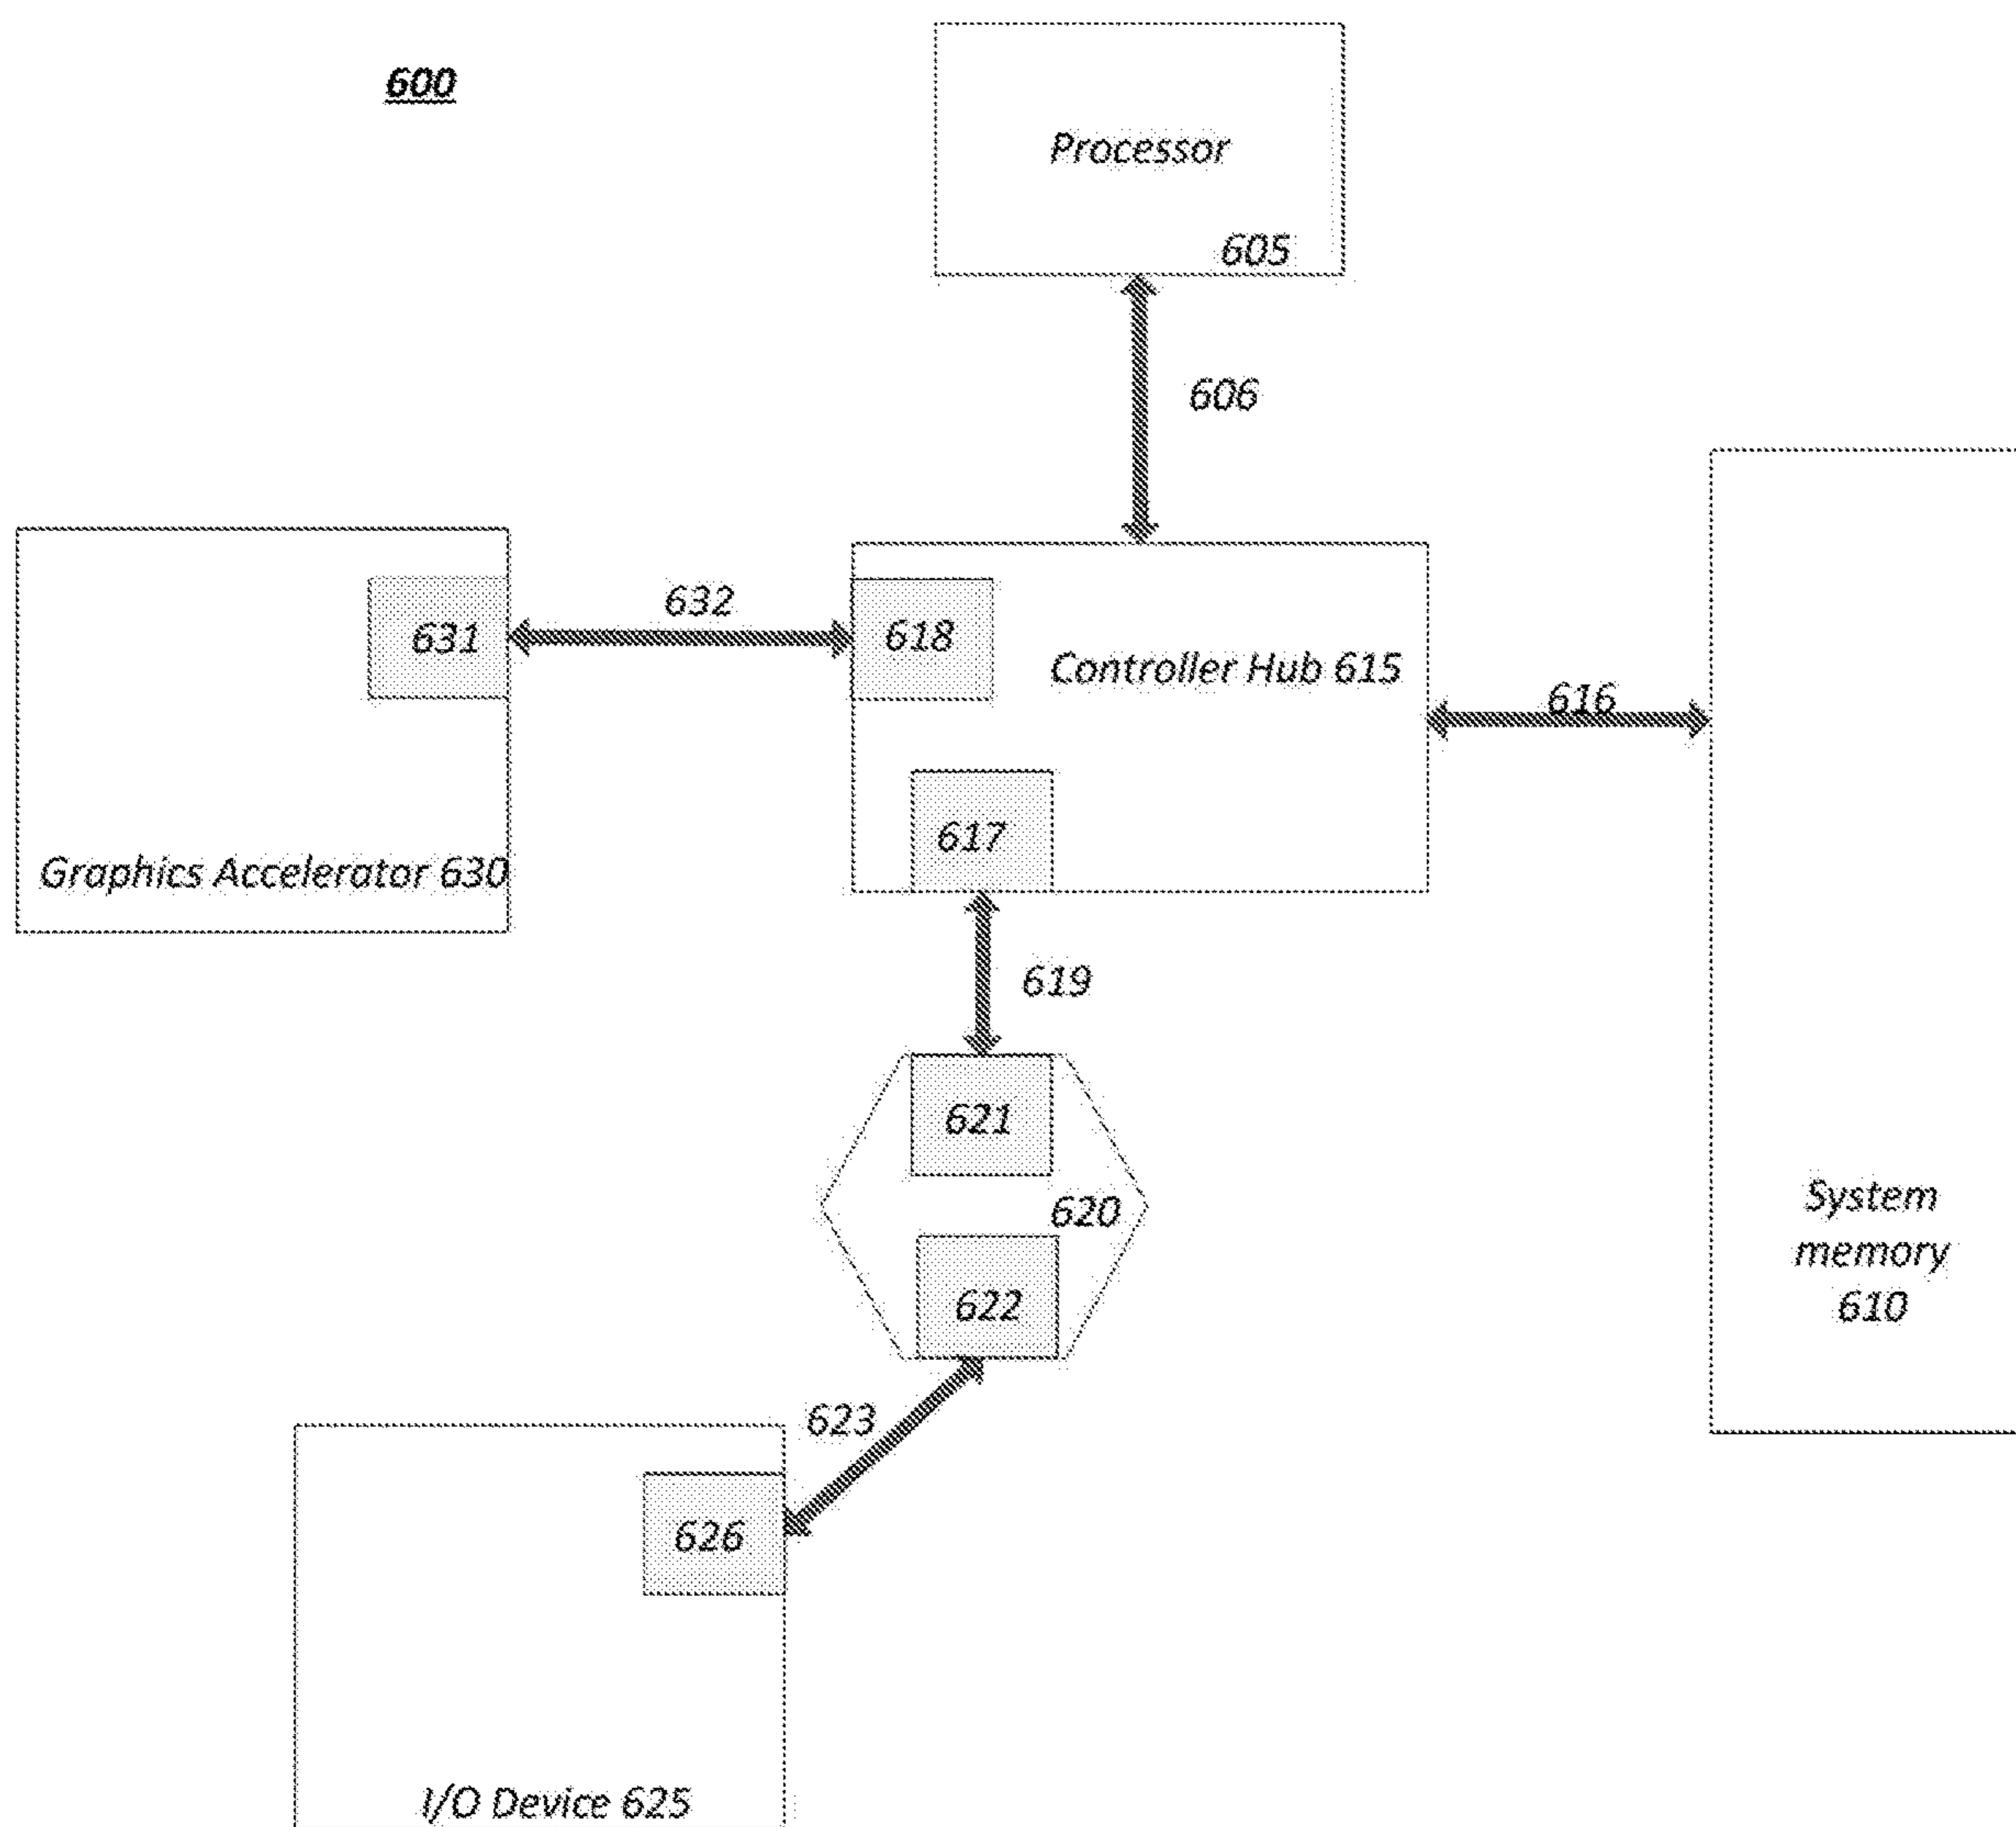 600
Processor
605
606
632
631
618
Controller Hub 615
616
617
Graphics Accelerator 630
619
621
620
System
memory
610
622
623
626
I/O Device 625